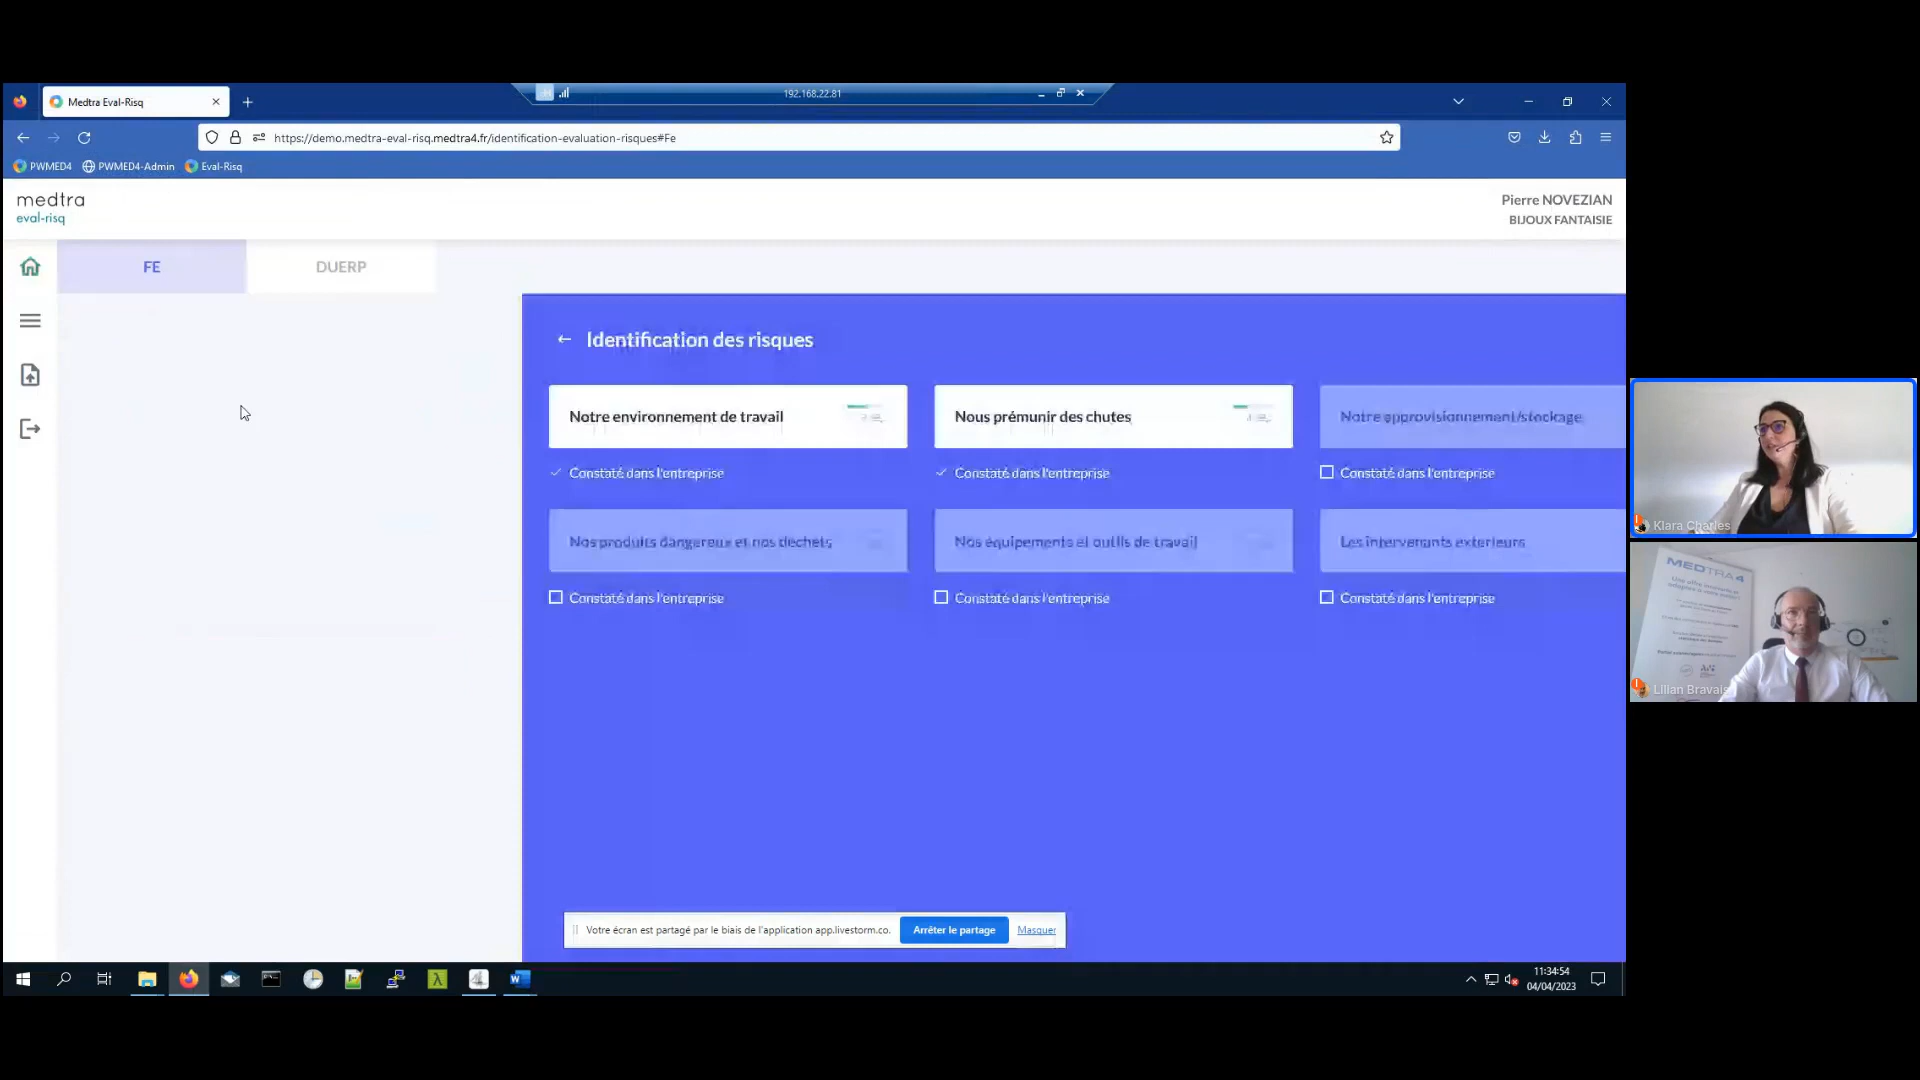 Medtra Eval-Risq
192.168.22.81
https://demo.medtra-eval-risq.medtra4.fr/identification-evaluation-risques#Fe
PWMED4
PWMED4-Admin
Eval-Risq
medtra
eval-risq
Pierre NOVEZIAN
BIJOUX FANTAISIE
FE
DUERP
Identification des risques
Notre environnement de travail
Nous prémunir des chutes
Notre approvisionnement/stockage
Constaté dans l'entreprise
Constaté dans l'entreprise
Constaté dans l'entreprise
Nos produits dangereux et nos déchets
Nos équipements et outils de travail
Les intervenants extérieurs
Constaté dans l'entreprise
Constaté dans l'entreprise
Constaté dans l'entreprise
Votre écran est partagé par le biais de l'application app.livestorm.co.
Arrêter le partage
Masquer
11:34:54
04/04/2023
Klara Charles
MEDTRA4
Une offre
Lilian Bravais